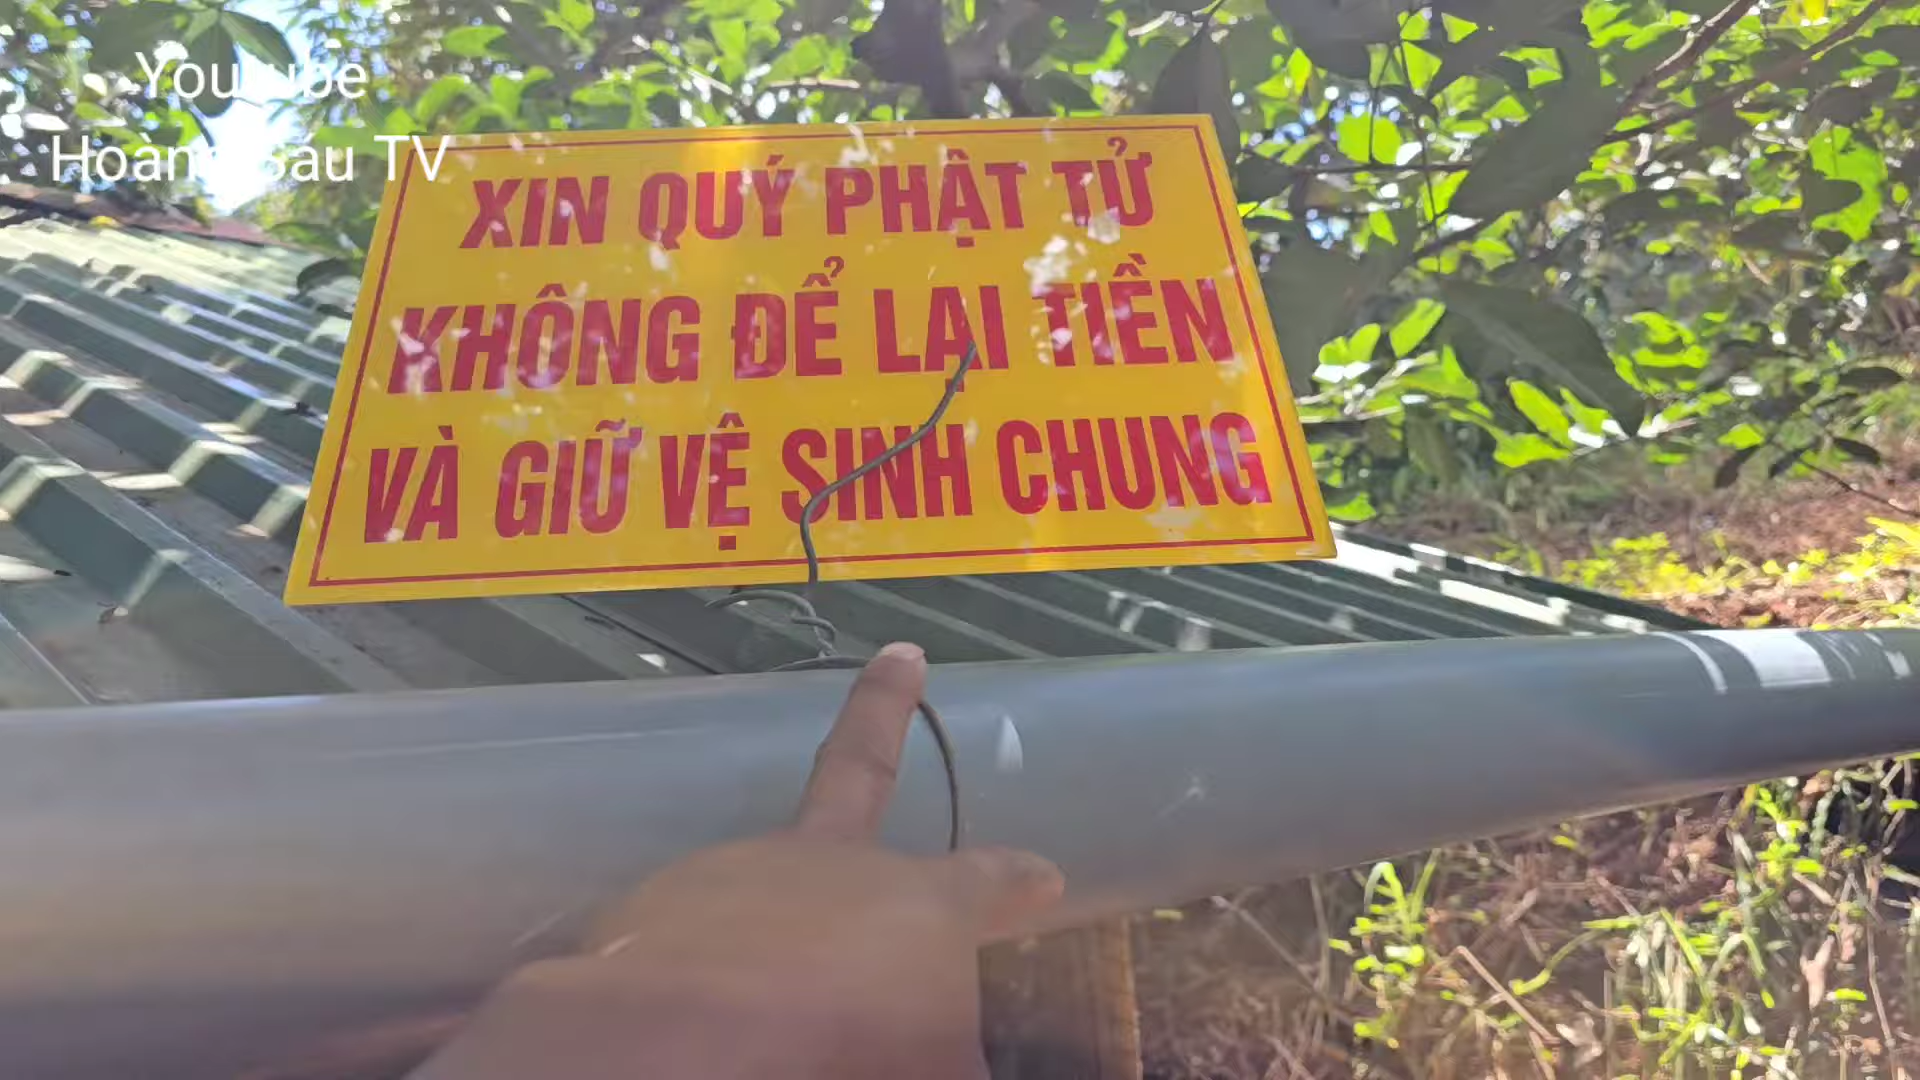 Youtube
Hoàng Sáu TV
XIN QUÝ PHẬT TỬ
KHÔNG ĐỂ LẠI TIỀN
VÀ GIỮ VỆ SINH CHUNG